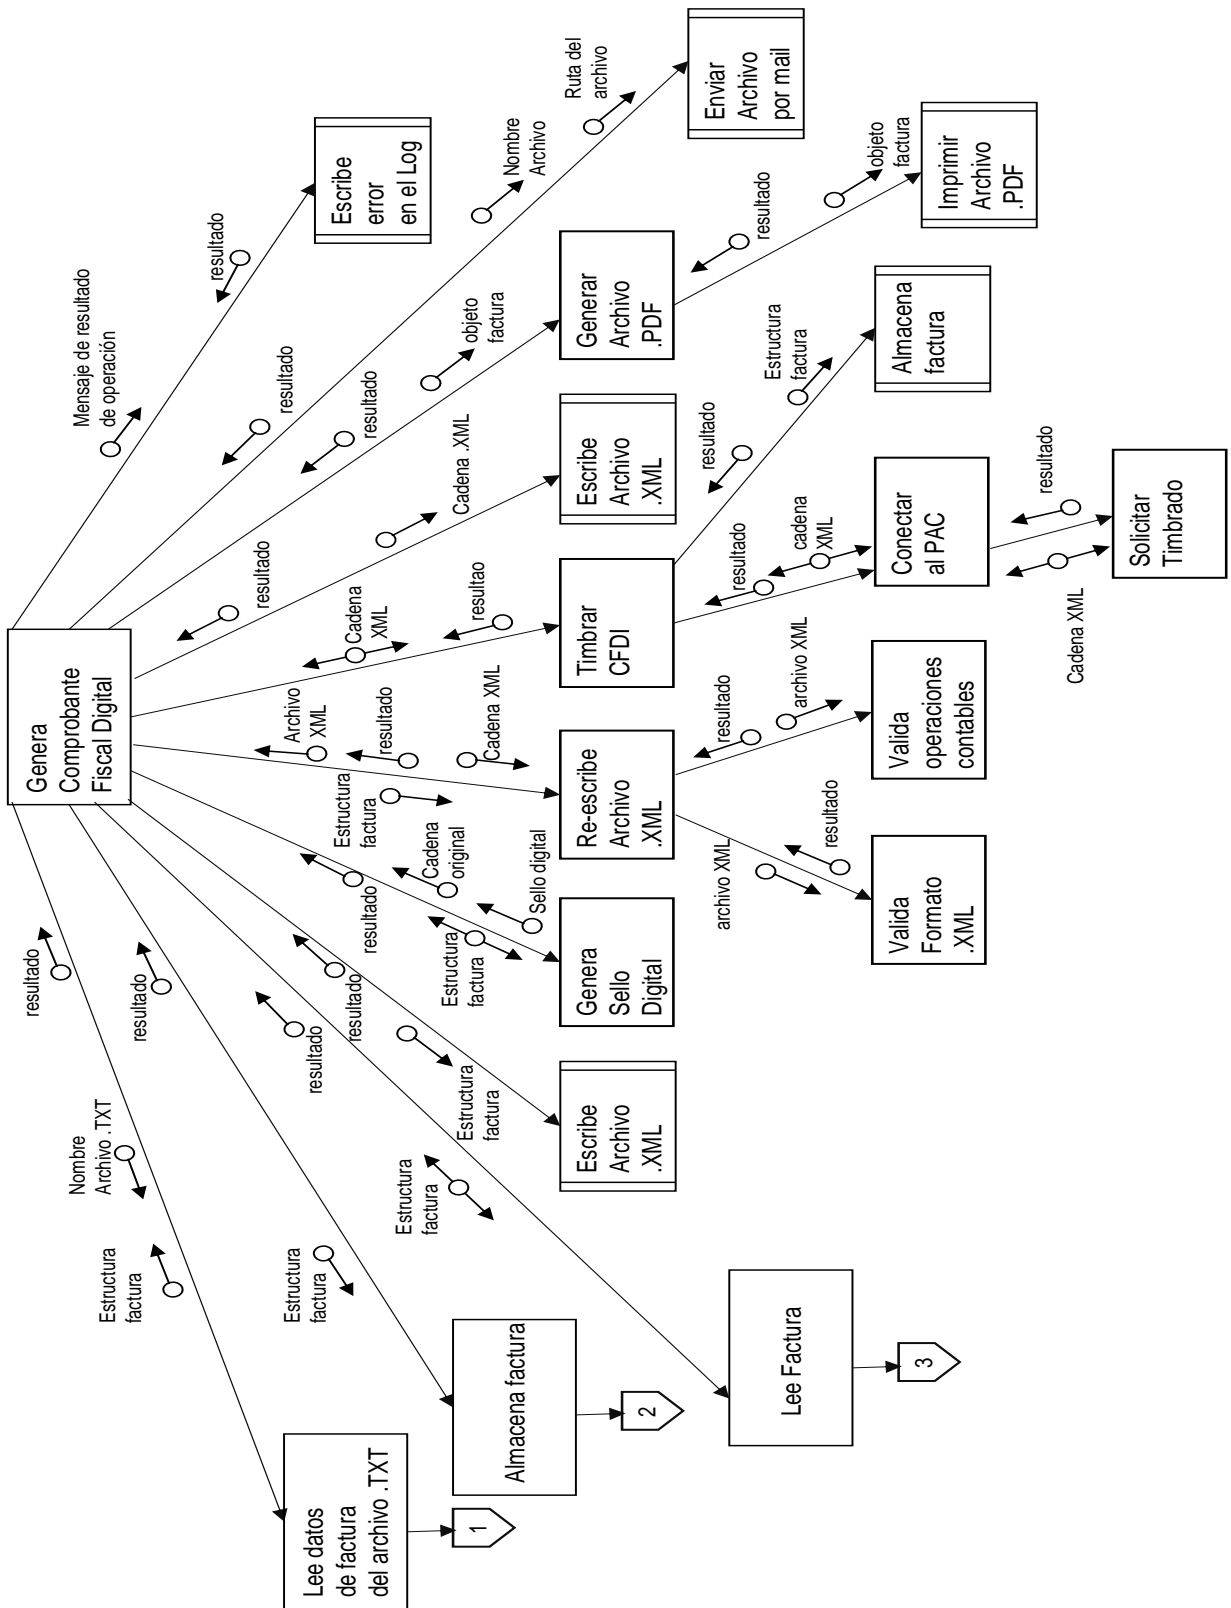 Genera
Comprobante
Fiscal Digital
resultado
Nombre
Archivo .TXT
Estructura
factura
resultado
Estructura
factura
resultado
Estructura
factura
resultado
Estructura
factura
resultado
Cadena
original
Sello digital
Estructura
factura
Archivo
XML
resultado
Cadena XML
Estructura
factura
Cadena
XML
resultao
resultado
Cadena .XML
resultado
objeto
factura
resultado
Nombre
Archivo
Ruta del
archivo
Mensaje de resultado
de operación
resultado
Lee datos
de factura
del archivo .TXT
1
Almacena factura
2
Lee Factura
3
Escribe
Archivo
.XML
Genera
Sello
Digital
Re-escribe
Archivo
.XML
Timbrar
CFDI
Escribe
Archivo
.XML
Generar
Archivo
.PDF
Enviar
Archivo
por mail
Escribe
error
en el Log
archivo XML
resultado
resultado
archivo XML
resultado
cadena
XML
resultado
Estructura
factura
resultado
objeto
factura
Valida
Formato
.XML
Valida
operaciones
contables
Conectar
al PAC
Almacena
factura
Imprimir
Archivo
.PDF
Cadena XML
resultado
Solicitar
Timbrado